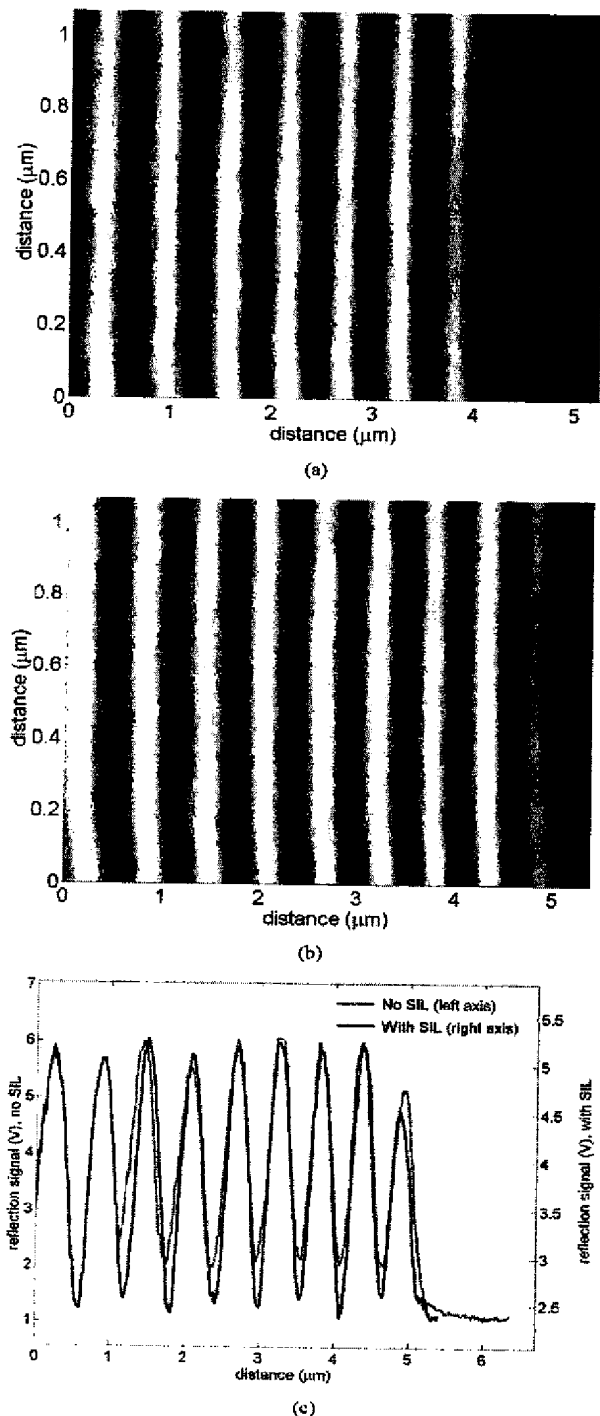 1
0.8
0.6
0.4
0.2
0
distance (μm)
0 1 2 3 4 5
distance (μm)
(a)
1
0.8
0.6
0.4
0.2
0
distance (μm)
0 1 2 3 4 5
distance (μm)
(b)
7
6
5
4
3
2
1
reflection signal (V), no SIL
No SIL (left axis)
With SIL (right axis)
5.5
5
4.5
4
3.5
3
2.5
reflection signal (V), with SIL
0 1 2 3 4 5 6
distance (μm)
(c)